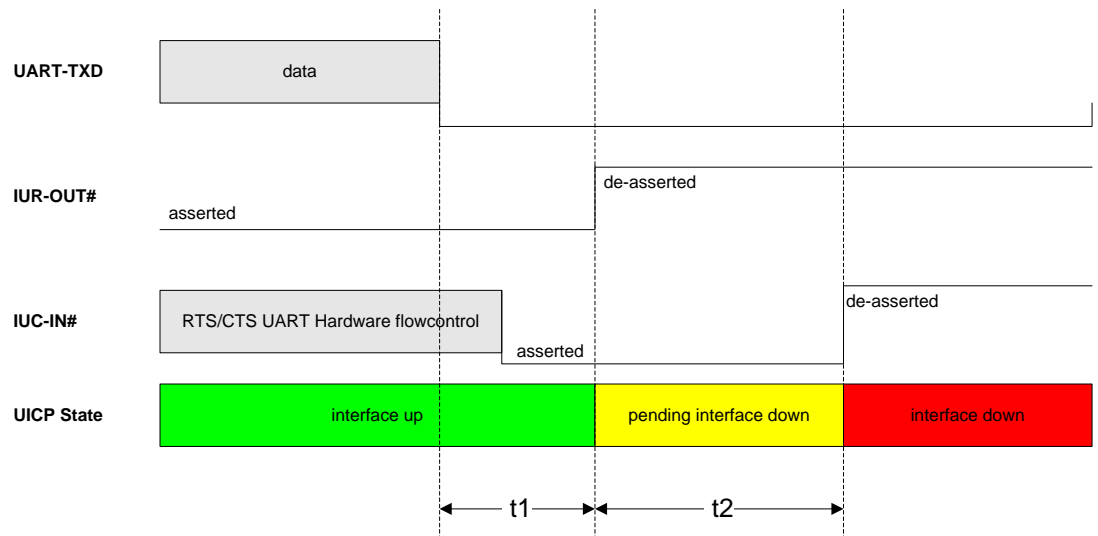 UART-TXD
data
IUR-OUT#
asserted
de-asserted
IUC-IN#
RTS/CTS UART Hardware flowcontrol
asserted
de-asserted
UICP State
interface up
pending interface down
interface down
t1
t2